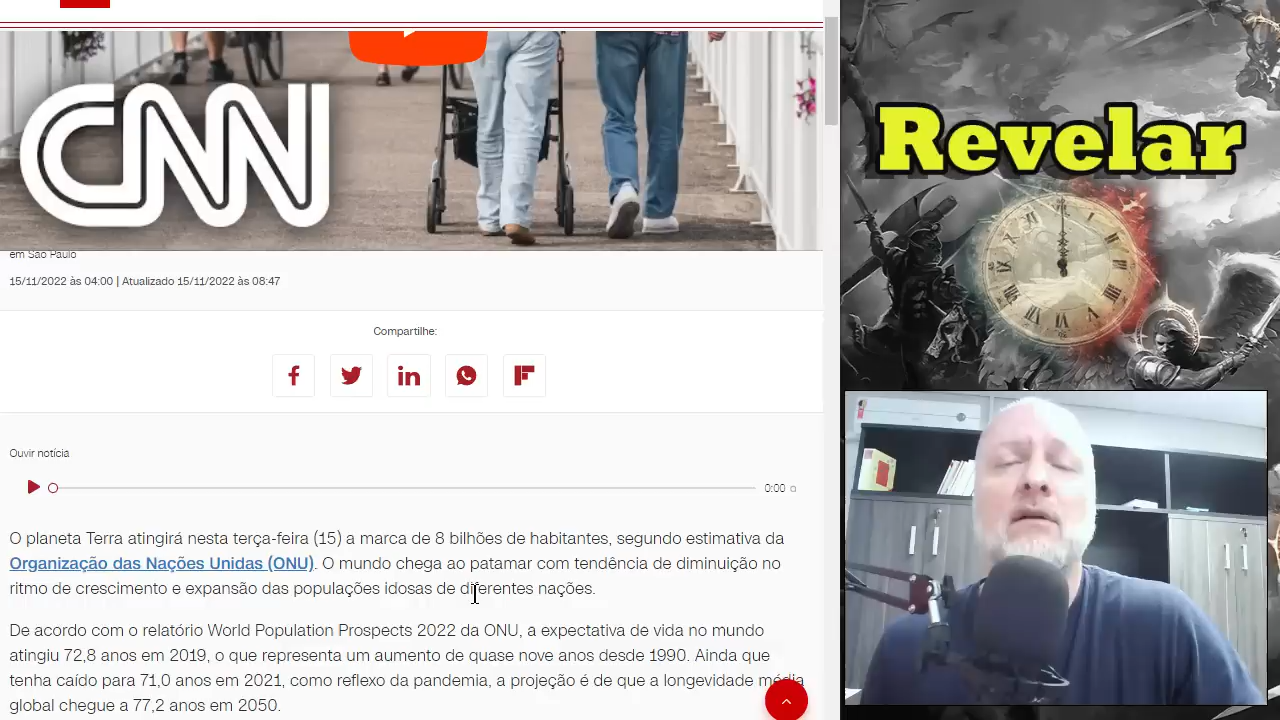 CNN
em São Paulo
15/11/2022 às 04:00 | Atualizado 15/11/2022 às 08:47
Compartilhe:
Ouvir notícia
0:00
O planeta Terra atingirá nesta terça-feira (15) a marca de 8 bilhões de habitantes, segundo estimativa da
Organização das Nações Unidas (ONU). O mundo chega ao patamar com tendência de diminuição no
ritmo de crescimento e expansão das populações idosas de diferentes nações.
De acordo com o relatório World Population Prospects 2022 da ONU, a expectativa de vida no mundo
atingiu 72,8 anos em 2019, o que representa um aumento de quase nove anos desde 1990. Ainda que
tenha caído para 71,0 anos em 2021, como reflexo da pandemia, a projeção é de que a longevidade média
global chegue a 77,2 anos em 2050.
Revelar